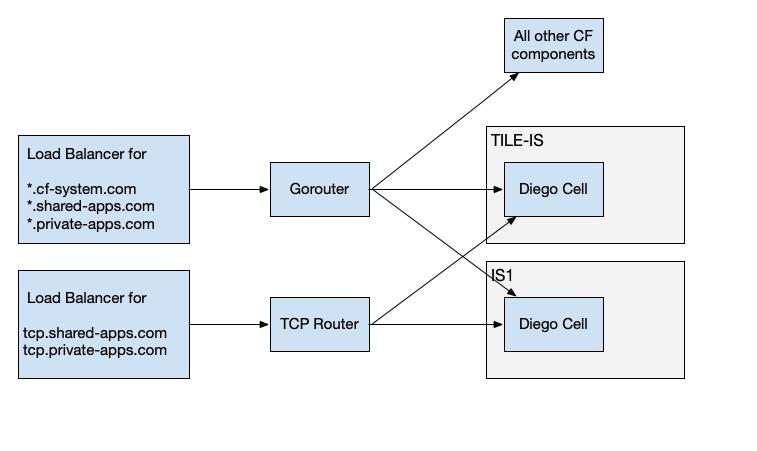 All other CF
components
Load Balancer for
*.cf-system.com
*.shared-apps.com
*.private-apps.com
Gorouter
TILE-IS
Diego Cell
Load Balancer for
tcp.shared-apps.com
tcp.private-apps.com
TCP Router
IS1
Diego Cell